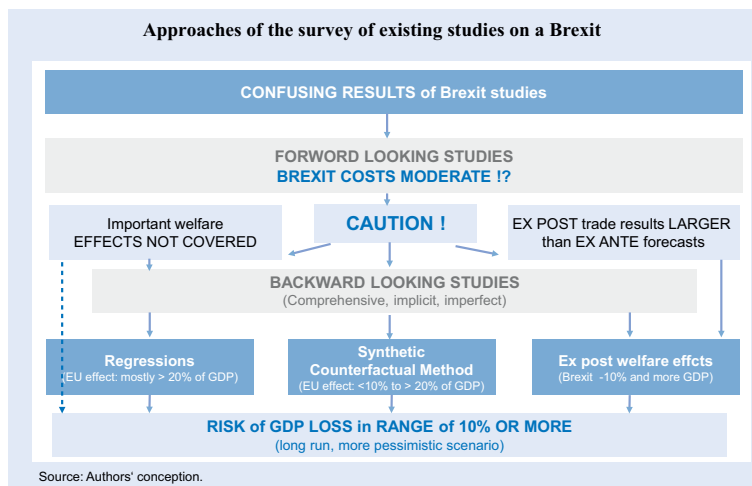 Approaches of the survey of existing studies on a Brexit
CONFUSING RESULTS of Brexit studies
FORWORD LOOKING STUDIES
BREXIT COSTS MODERATE !?
Important welfare
EFFECTS NOT COVERED
CAUTION !
EX POST trade results LARGER
than EX ANTE forecasts
BACKWARD LOOKING STUDIES
(Comprehensive, implicit, imperfect)
Regressions
(EU effect: mostly > 20% of GDP)
Synthetic
Counterfactual Method
(EU effect: <10% to > 20% of GDP)
Ex post welfare effcts
(Brexit -10% and more GDP)
RISK of GDP LOSS in RANGE of 10% OR MORE
(long run, more pessimistic scenario)
Source: Authors' conception.